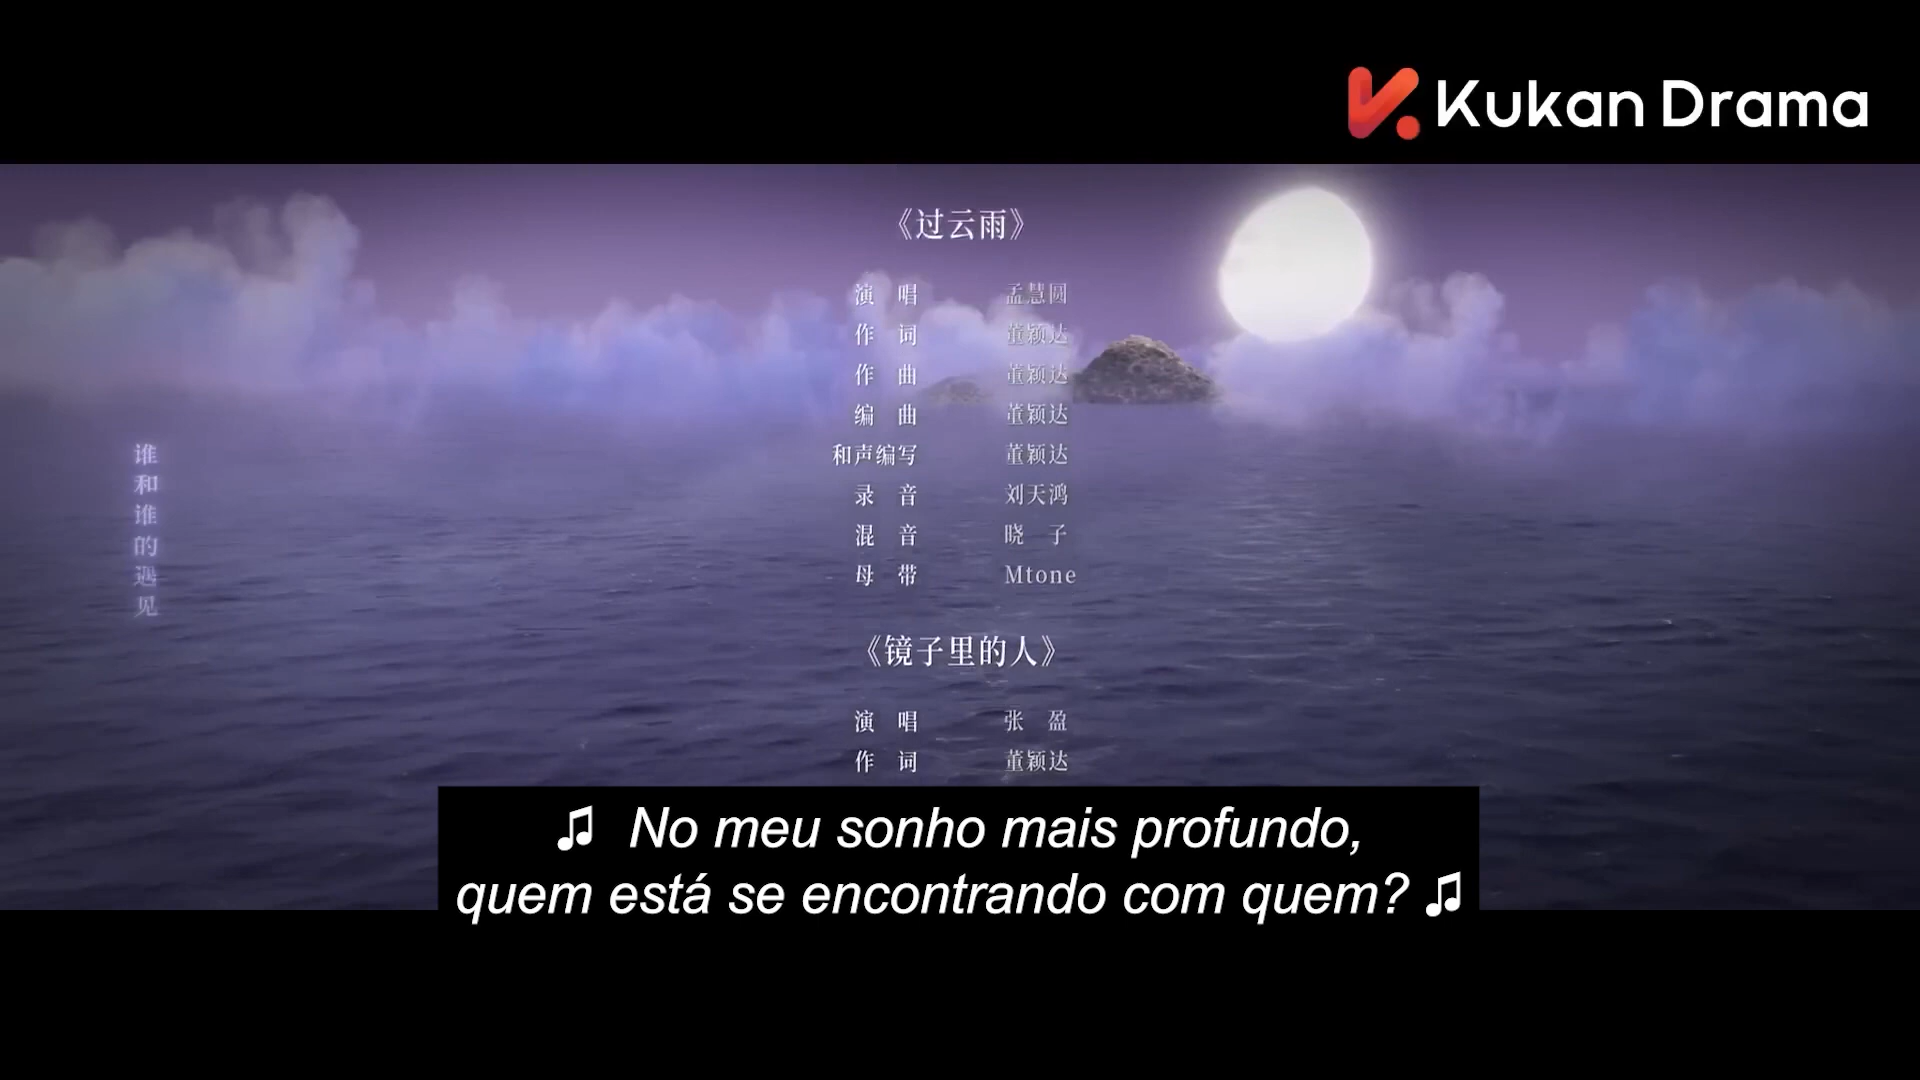 Kukan Drama
《过云雨》
演 唱 孟慧圆
作 词 董颖达
作 曲 董颖达
编 曲 董颖达
和声编写 董颖达
录 音 刘天鸿
混 音 晓 子
母 带 Mtone
谁和谁的遇见
《镜子里的人》
演 唱 张 盈
作 词 董颖达
♫ No meu sonho mais profundo,
quem está se encontrando com quem? ♫